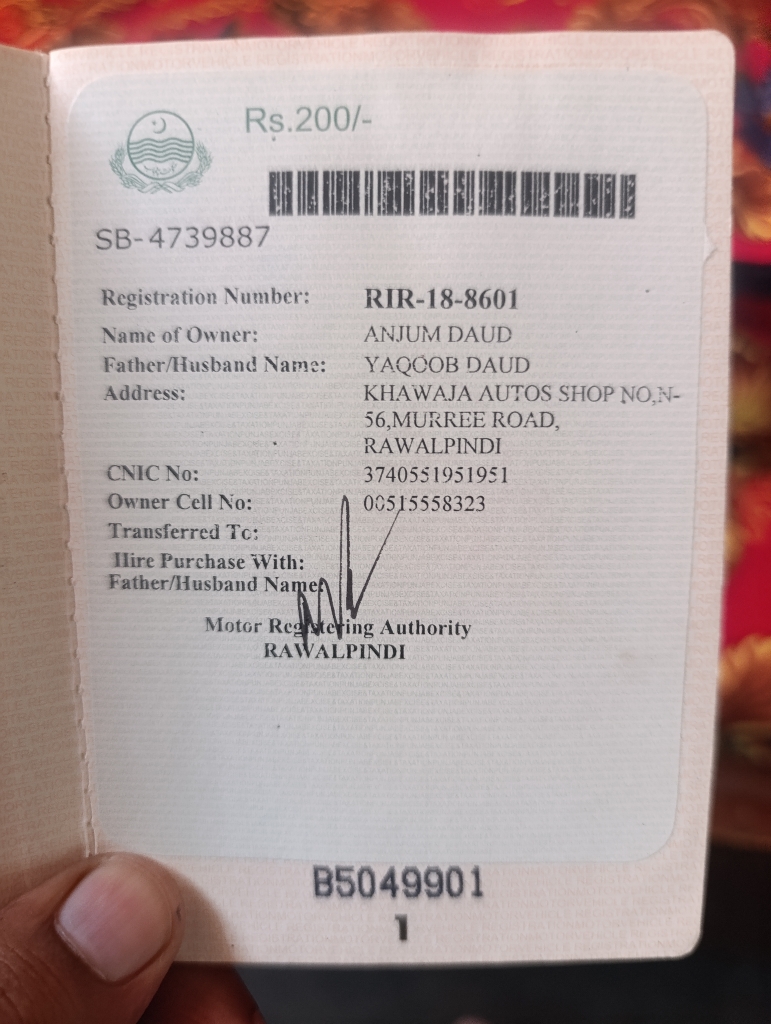 Rs.200/-
SB-4739887
Registration Number: RIR-18-8601
Name of Owner: ANJUM DAUD
Father/Husband Name: YAQOOB DAUD
Address: KHAWAJA AUTOS SHOP NO,N-
56,MURREE ROAD,
RAWALPINDI
CNIC No: 3740551951951
Owner Cell No: 00515558323
Transferred To:
Hire Purchase With:
Father/Husband Name:
Motor Registering Authority
RAWALPINDI
B5049901
1